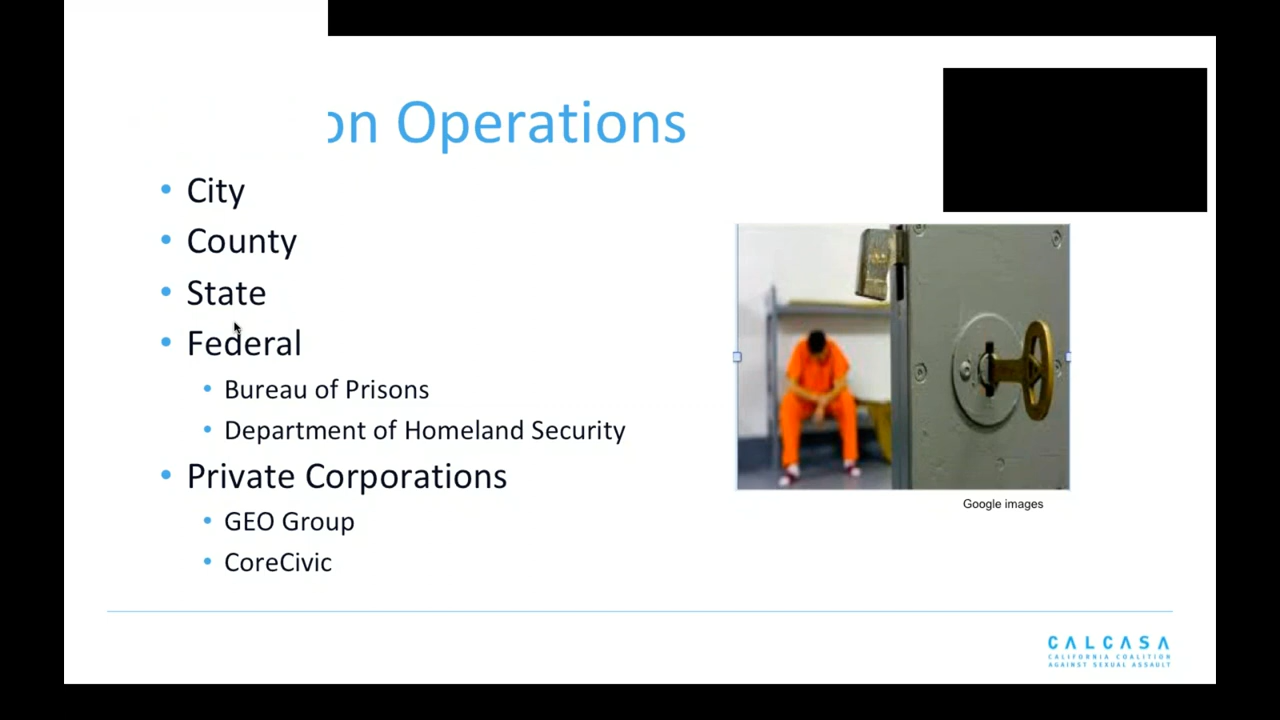 on Operations
• City
• County
• State
• Federal
• Bureau of Prisons
• Department of Homeland Security
• Private Corporations
• GEO Group
• CoreCivic
Google images
CALCASA
CALIFORNIA COALITION
AGAINST SEXUAL ASSAULT